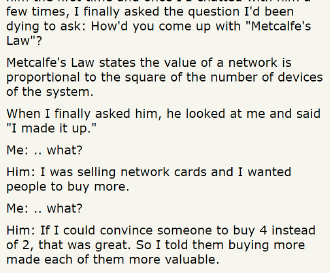 few times, I finally asked the question I'd been
dying to ask: How'd you come up with "Metcalfe's
Law"?
Metcalfe's Law states the value of a network is
proportional to the square of the number of devices
of the system.
When I finally asked him, he looked at me and said
"I made it up."
Me: .. what?
Him: I was selling network cards and I wanted
people to buy more.
Me: .. what?
Him: If I could convince someone to buy 4 instead
of 2, that was great. So I told them buying more
made each of them more valuable.